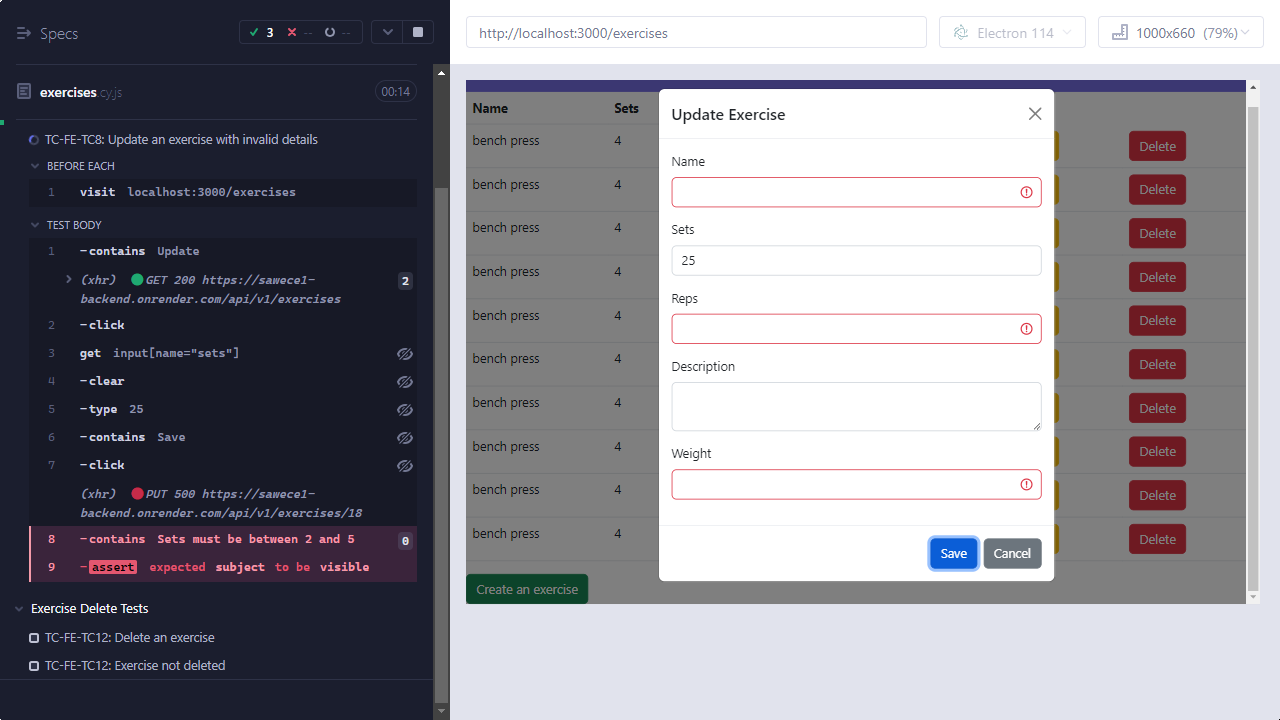 Specs
3
--
--
exercises.cy.js
00:14
TC-FE-TC8: Update an exercise with invalid details
BEFORE EACH
1 visit localhost:3000/exercises
TEST BODY
1 -contains Update
(xhr) GET 200 https://sawece1-backend.onrender.com/api/v1/exercises 2
2 -click
3 get input[name="sets"]
4 -clear
5 -type 25
6 -contains Save
7 -click
(xhr) PUT 500 https://sawece1-backend.onrender.com/api/v1/exercises/18
8 -contains Sets must be between 2 and 5 0
9 -assert expected subject to be visible
Exercise Delete Tests
TC-FE-TC12: Delete an exercise
TC-FE-TC12: Exercise not deleted
http://localhost:3000/exercises
Electron 114
1000x660 (79%)
Name Sets
bench press 4 Delete
bench press 4 Delete
bench press 4 Delete
bench press 4 Delete
bench press 4 Delete
bench press 4 Delete
bench press 4 Delete
bench press 4 Delete
bench press 4 Delete
bench press 4 Delete
Create an exercise
Update Exercise
Name
Sets
25
Reps
Description
Weight
Save Cancel